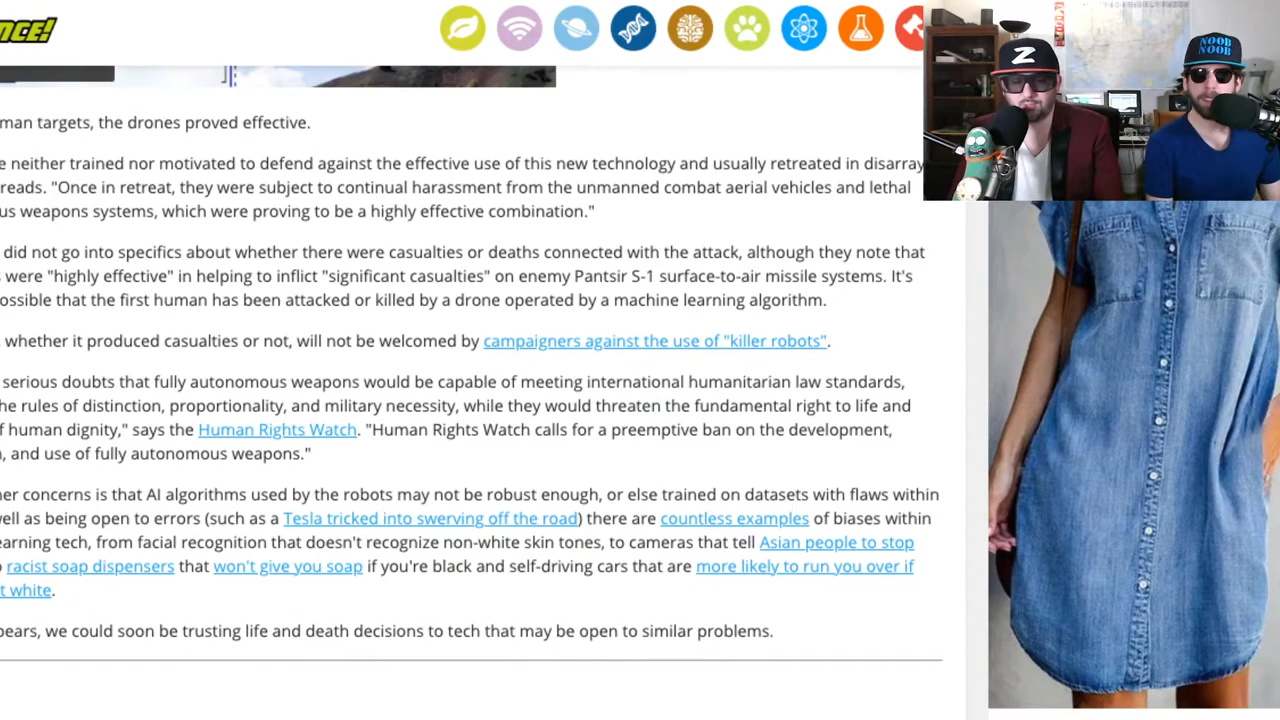 NCE!
Z
NOOB
NOOB
man targets, the drones proved effective.
e neither trained nor motivated to defend against the effective use of this new technology and usually retreated in disarray
reads. "Once in retreat, they were subject to continual harassment from the unmanned combat aerial vehicles and lethal
us weapons systems, which were proving to be a highly effective combination."
did not go into specifics about whether there were casualties or deaths connected with the attack, although they note that
s were "highly effective" in helping to inflict "significant casualties" on enemy Pantsir S-1 surface-to-air missile systems. It's
ossible that the first human has been attacked or killed by a drone operated by a machine learning algorithm.
, whether it produced casualties or not, will not be welcomed by campaigners against the use of "killer robots".
serious doubts that fully autonomous weapons would be capable of meeting international humanitarian law standards,
he rules of distinction, proportionality, and military necessity, while they would threaten the fundamental right to life and
f human dignity," says the Human Rights Watch. "Human Rights Watch calls for a preemptive ban on the development,
n, and use of fully autonomous weapons."
ner concerns is that AI algorithms used by the robots may not be robust enough, or else trained on datasets with flaws within
well as being open to errors (such as a Tesla tricked into swerving off the road) there are countless examples of biases within
earning tech, from facial recognition that doesn't recognize non-white skin tones, to cameras that tell Asian people to stop
o racist soap dispensers that won't give you soap if you're black and self-driving cars that are more likely to run you over if
t white.
pears, we could soon be trusting life and death decisions to tech that may be open to similar problems.